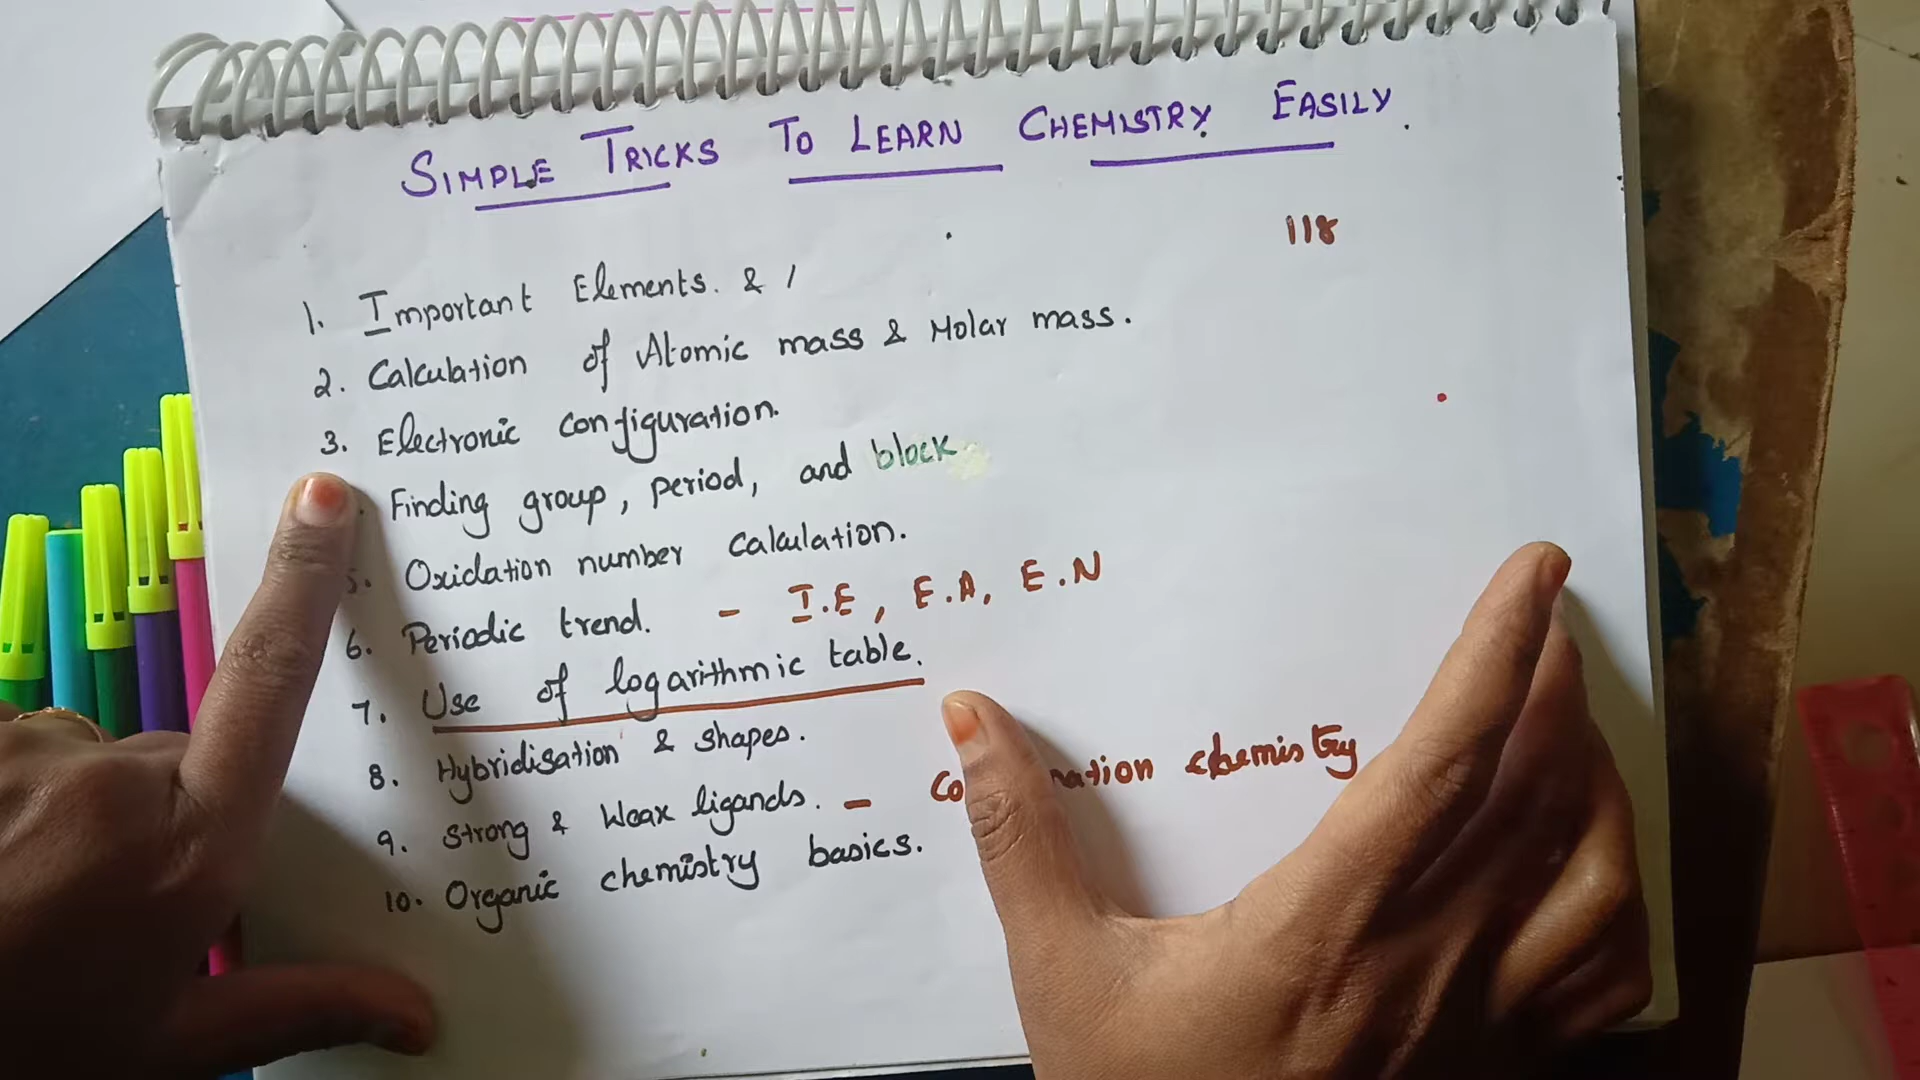 SIMPLE TRICKS TO LEARN CHEMISTRY EASILY.
118
1. Important Elements. & /
2. Calculation of Atomic mass & Molar mass.
3. Electronic configuration.
. Finding group, period, and block
5. Oxidation number calculation.
6. Periodic trend. - I.E, E.A, E.N
7. Use of logarithmic table.
8. Hybridisation & shapes.
9. Strong & Weak ligands. - chemistry
10. Organic chemistry basics.